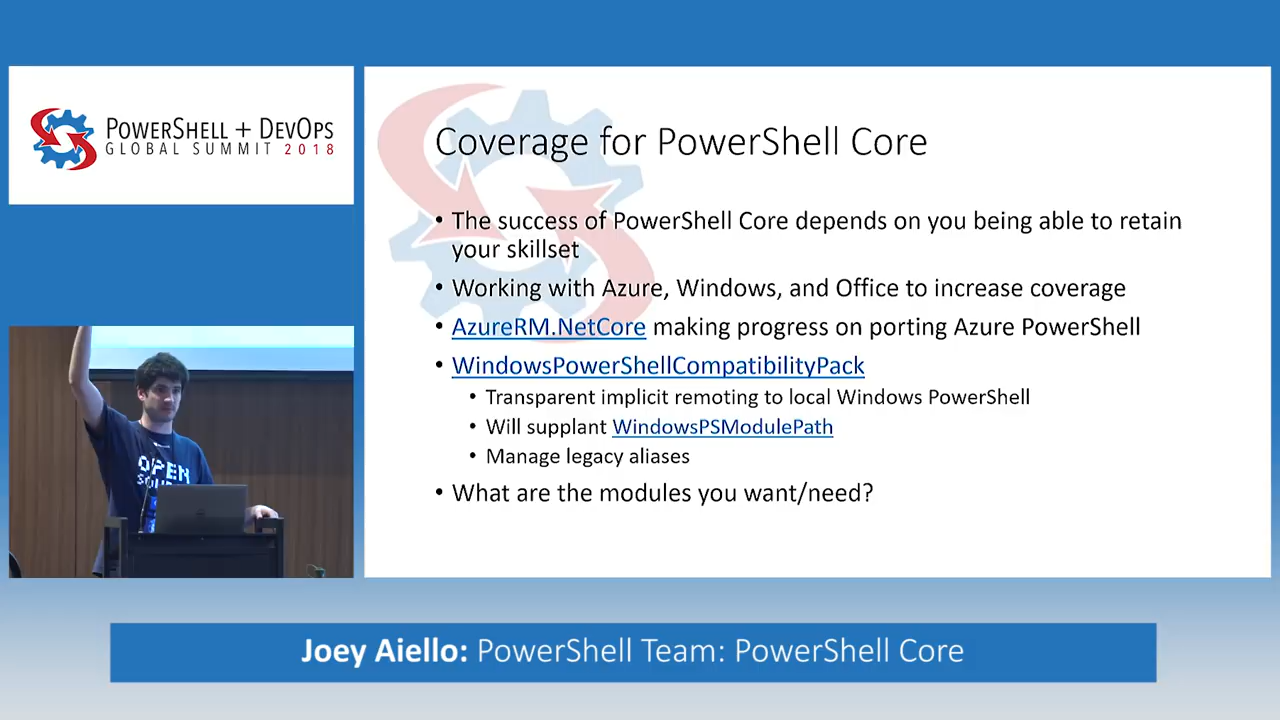 POWERSHELL + DEVOPS
GLOBAL SUMMIT 2018
Coverage for PowerShell Core
• The success of PowerShell Core depends on you being able to retain
your skillset
• Working with Azure, Windows, and Office to increase coverage
• AzureRM.NetCore making progress on porting Azure PowerShell
• WindowsPowerShellCompatibilityPack
• Transparent implicit remoting to local Windows PowerShell
• Will supplant WindowsPSModulePath
• Manage legacy aliases
• What are the modules you want/need?
OPEN
Joey Aiello: PowerShell Team: PowerShell Core